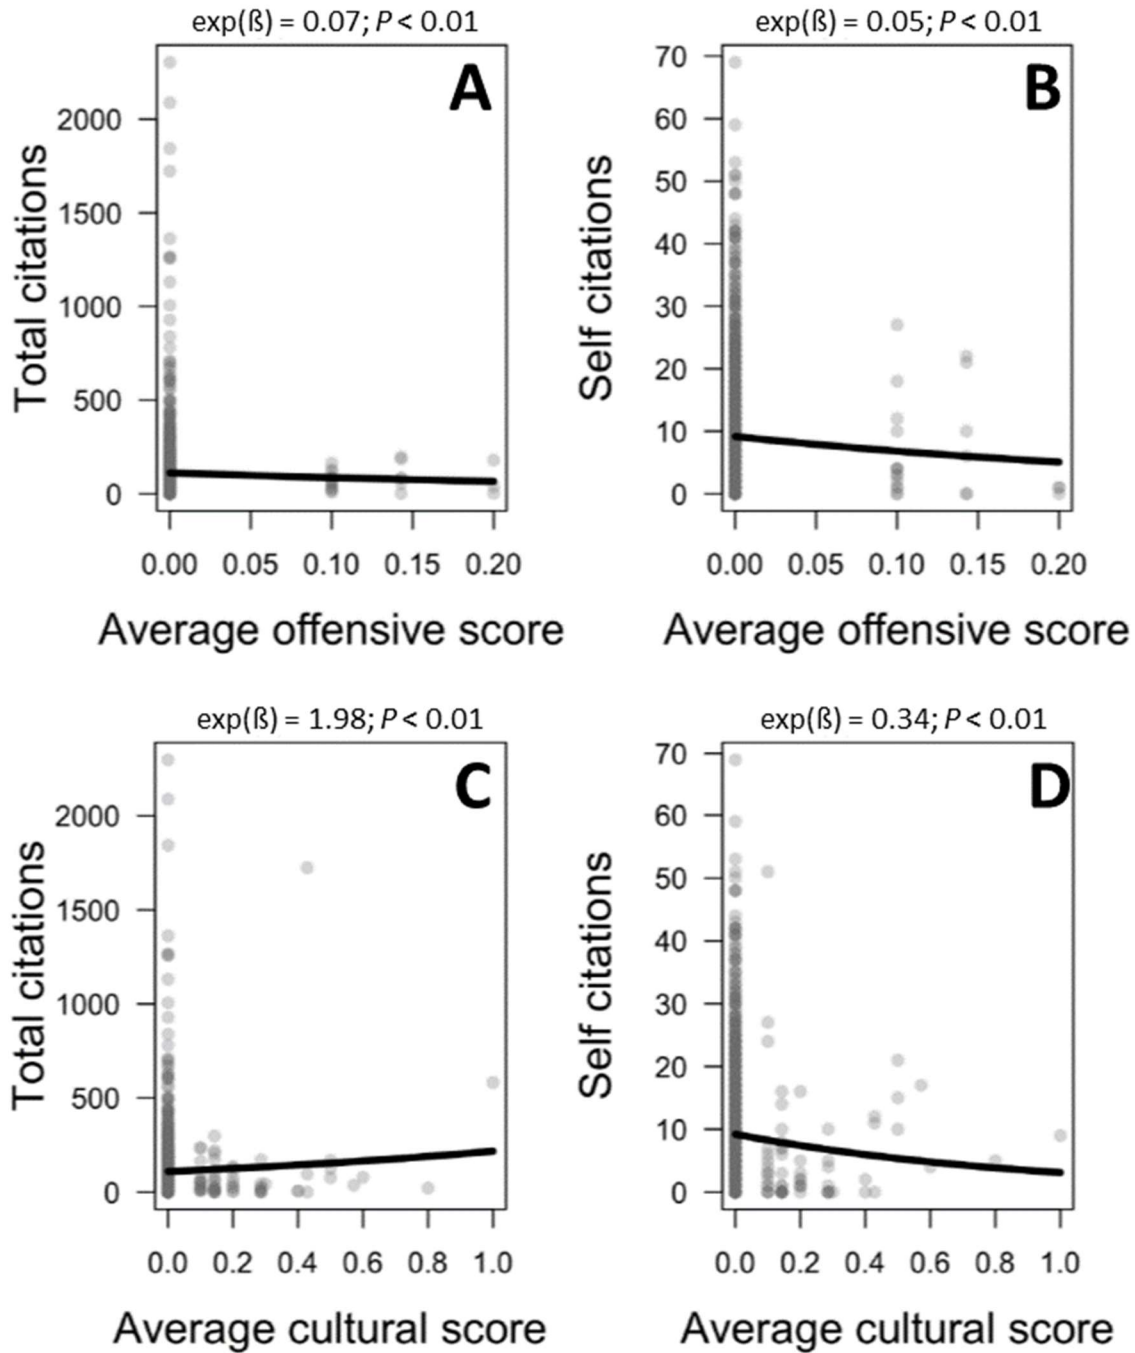 exp(ß) = 0.07; P < 0.01
A
Total citations
2000
1500
1000
500
0
0.00 0.05 0.10 0.15 0.20
Average offensive score
exp(ß) = 0.05; P < 0.01
B
Self citations
70
60
50
40
30
20
10
0
0.00 0.05 0.10 0.15 0.20
Average offensive score
exp(ß) = 1.98; P < 0.01
C
Total citations
2000
1500
1000
500
0
0.0 0.2 0.4 0.6 0.8 1.0
Average cultural score
exp(ß) = 0.34; P < 0.01
D
Self citations
70
60
50
40
30
20
10
0
0.0 0.2 0.4 0.6 0.8 1.0
Average cultural score